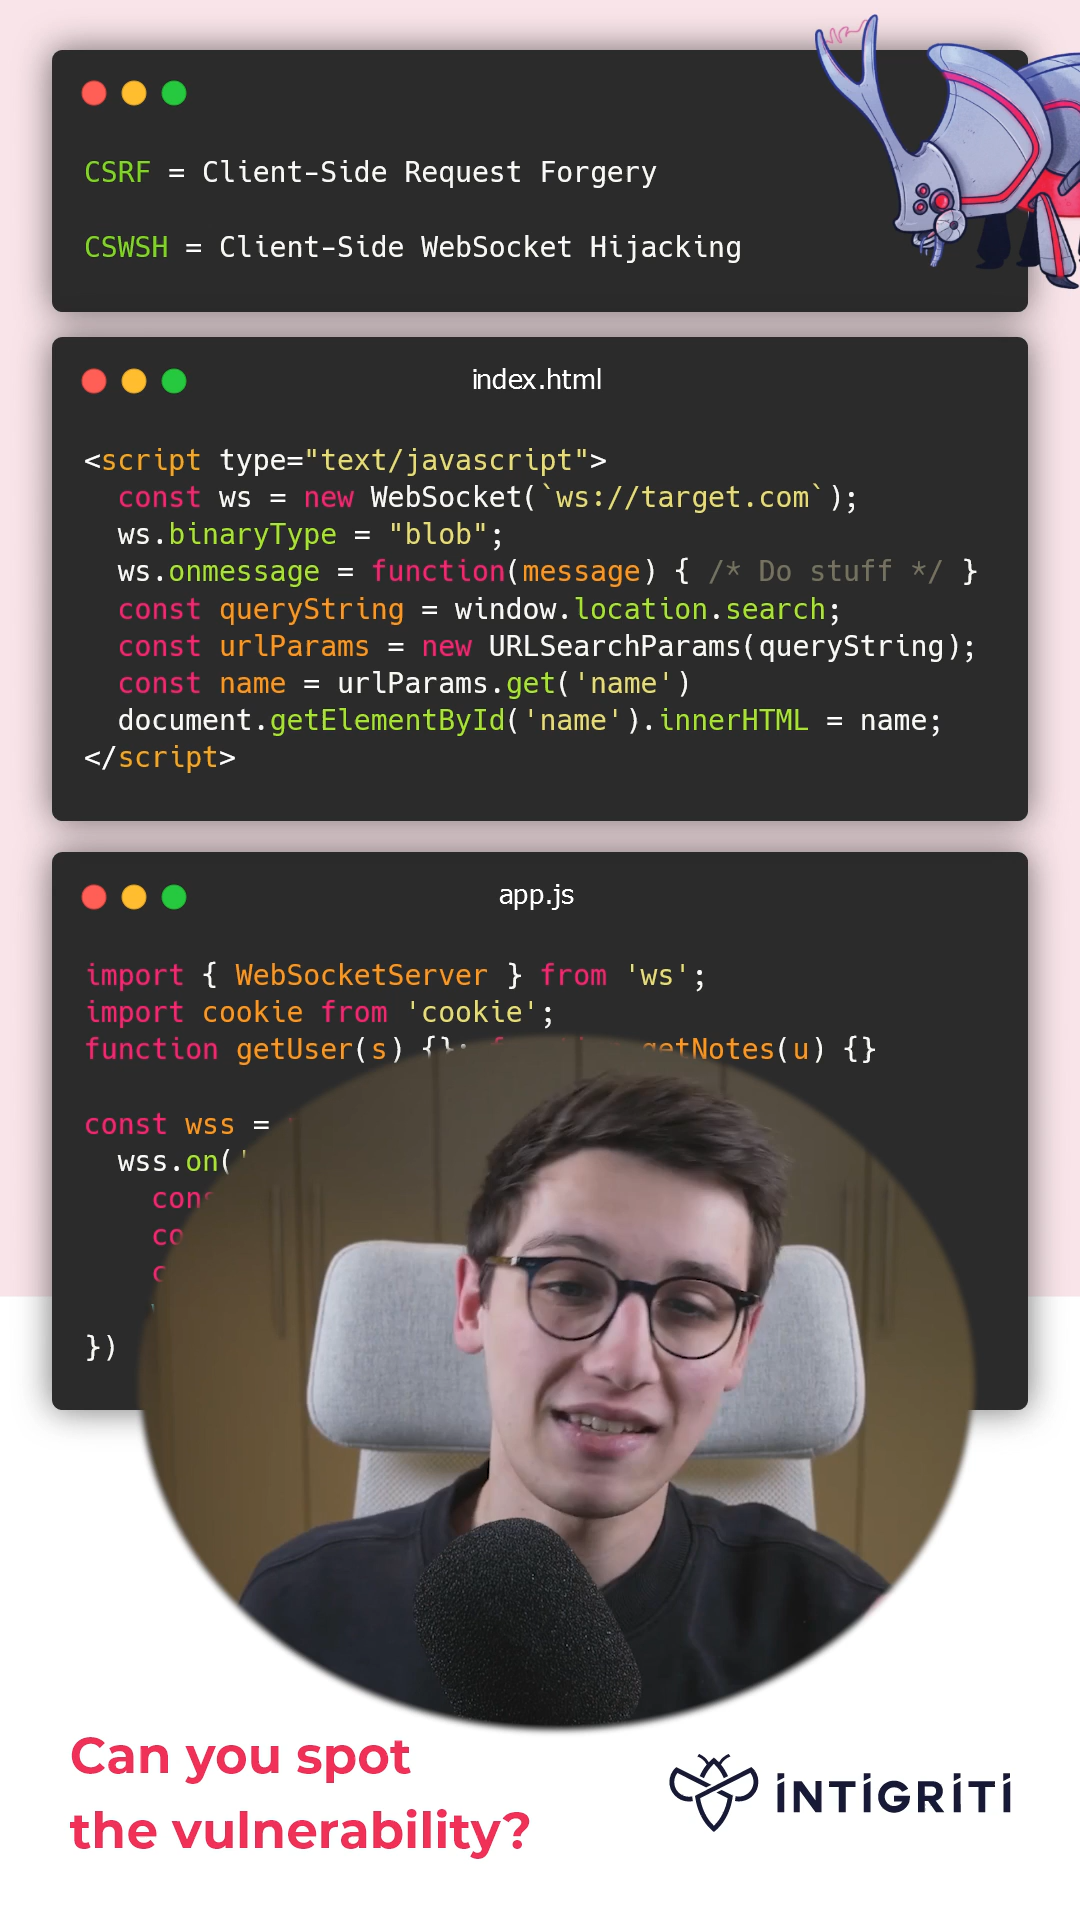 CSRF = Client-Side Request Forgery
CSWSH = Client-Side WebSocket Hijacking
index.html
<script type="text/javascript">
  const ws = new WebSocket(`ws://target.com`);
  ws.binaryType = "blob";
  ws.onmessage = function(message) { /* Do stuff */ }
  const queryString = window.location.search;
  const urlParams = new URLSearchParams(queryString);
  const name = urlParams.get('name')
  document.getElementById('name').innerHTML = name;
</script>
app.js
import { WebSocketServer } from 'ws';
import cookie from 'cookie';
function getUser(s) {}; getNotes(u) {}
const wss =
  wss.on('
})
Can you spot
the vulnerability?
INTIGRITI